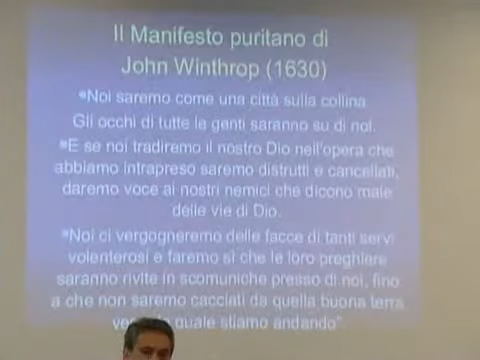 Il Manifesto puritano di
John Winthrop (1630)
Noi saremo come una città sulla collina
Gli occhi di tutte le genti saranno su di noi.
E se noi tradiremo il nostro Dio nell'opera che
abbiamo intrapreso saremo distrutti e cancellati,
daremo voce ai nostri nemici che dicono male
delle vie di Dio.
Noi ci vergogneremo delle facce di tanti servi
volenterosi e faremo sì che le loro preghiere
saranno rivite in scomuniche presso di noi, fino
a che non saremo cacciati da quella buona terra
quale stiamo andando".